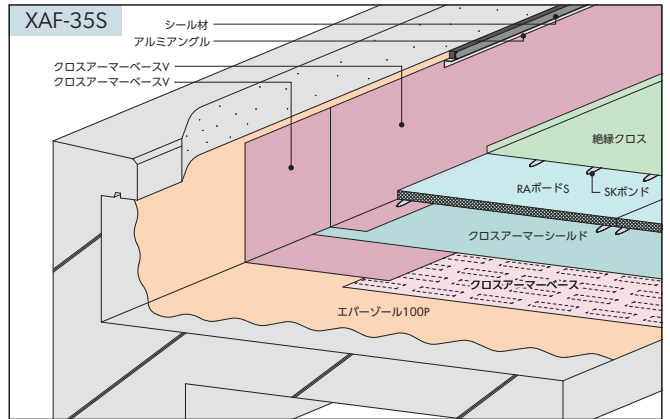 XAF-35S
シール材
アルミアングル
クロスアーマーベースV
クロスアーマーベースV
絶縁クロス
RAボードS
SKボンド
クロスアーマーシールド
クロスアーマーベース
エバーゾール100P